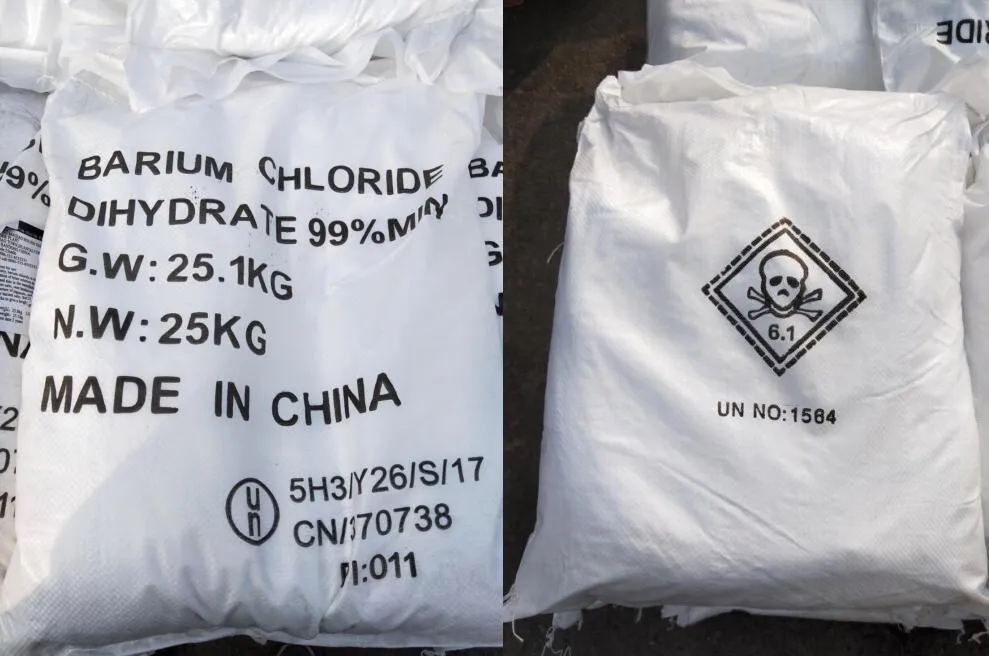 BARIUM CHLORIDE
DIHYDRATE 99%MIN
G.W: 25.1KG
N.W: 25KG
MADE IN CHINA
un
5H3/Y26/S/17
CN/370738
PI:011
6.1
UN NO:1564